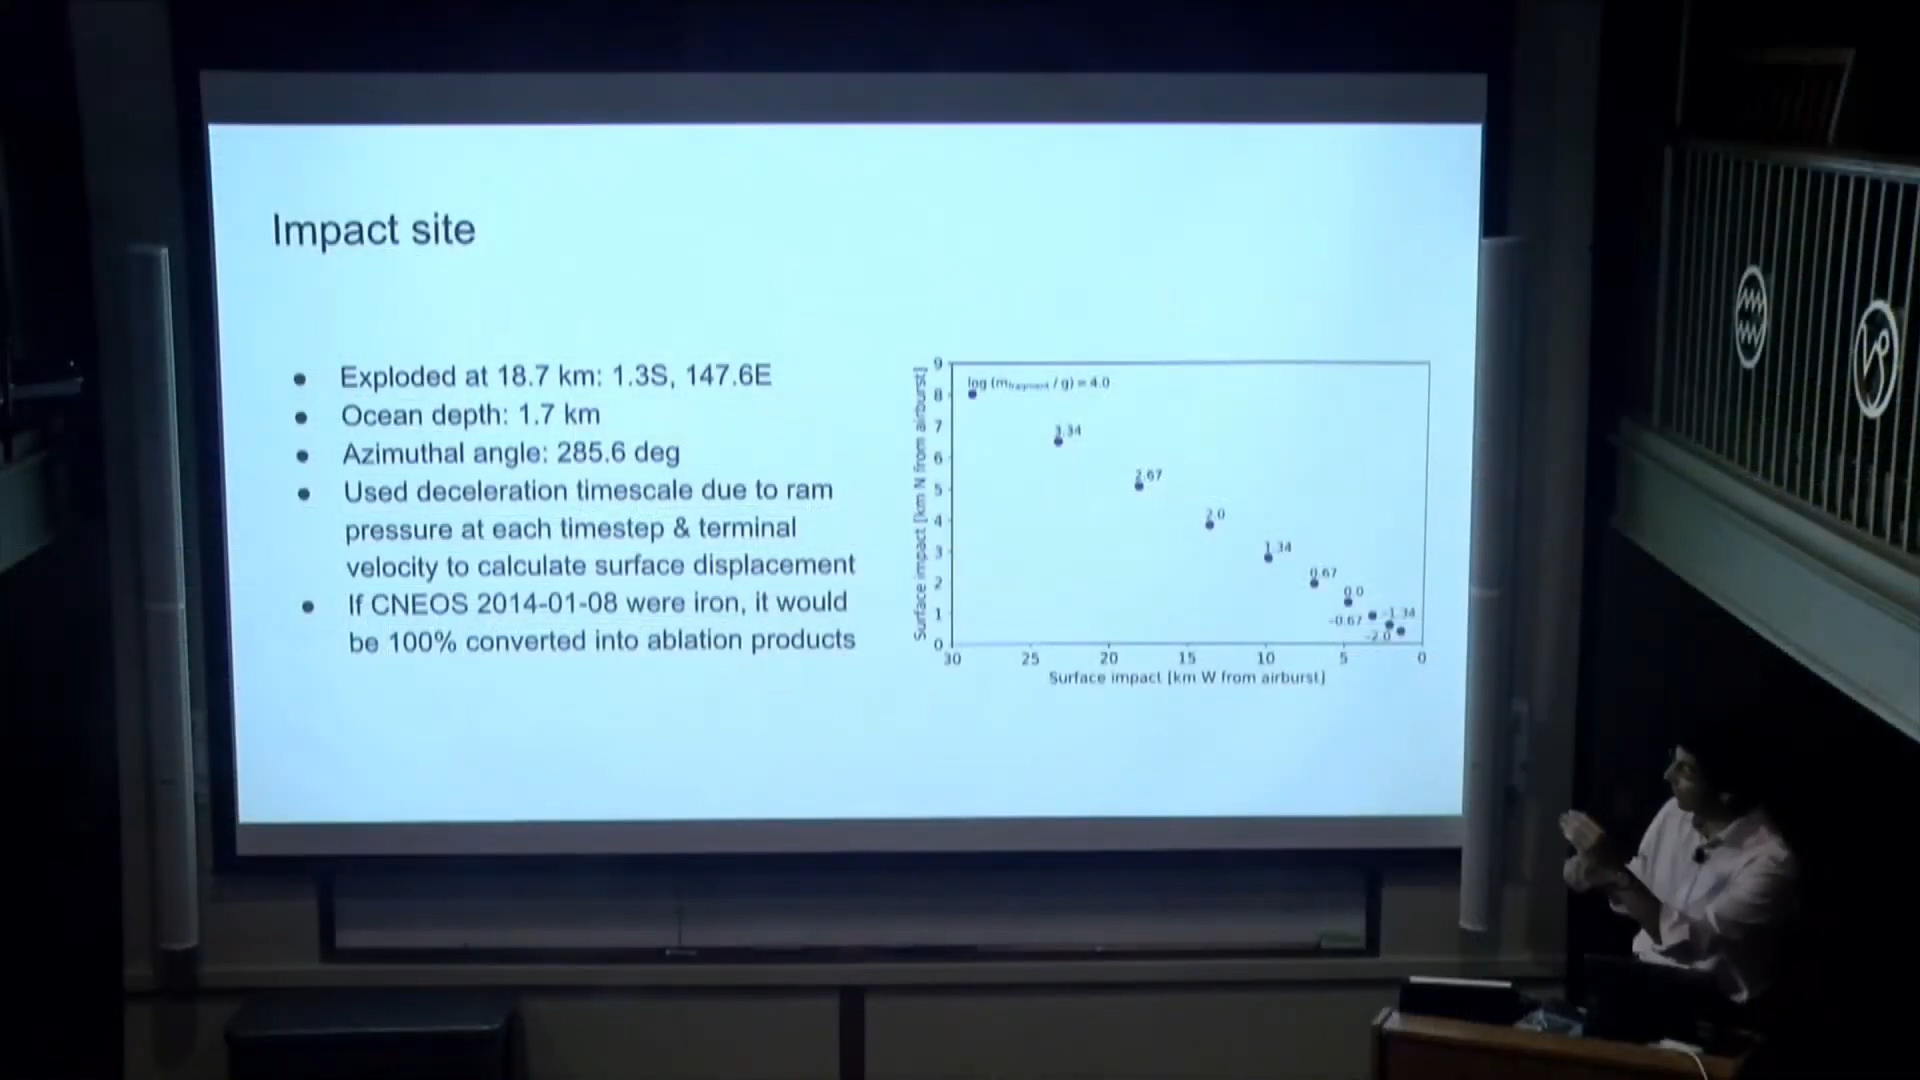 Impact site
● Exploded at 18.7 km: 1.3S, 147.6E
● Ocean depth: 1.7 km
● Azimuthal angle: 285.6 deg
● Used deceleration timescale due to ram
pressure at each timestep & terminal
velocity to calculate surface displacement
● If CNEOS 2014-01-08 were iron, it would
be 100% converted into ablation products
Surface impact [km N from airburst]
9
8
7
6
5
4
3
2
1
0
log (mfragment / g) = 4.0
3.34
2.67
2.0
1.34
0.67
0.0
-0.67
-1.34
-2.0
30 25 20 15 10 5 0
Surface impact [km W from airburst]